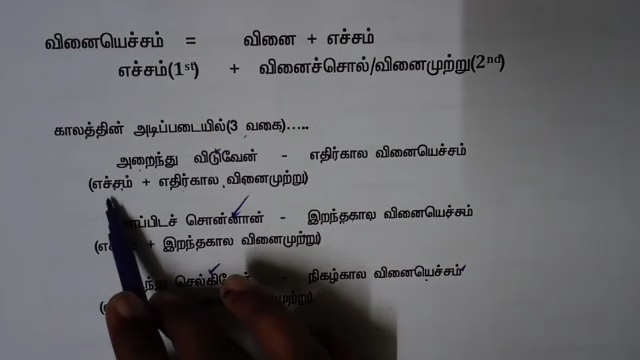 வினையெச்சம் = வினை + எச்சம்
எச்சம்(1st) + வினைச்சொல்/வினைமுற்று(2nd)
காலத்தின் அடிப்படையில்(3 வகை).....
அறைந்து விடுவேன் - எதிர்கால வினையெச்சம்
(எச்சம் + எதிர்கால வினைமுற்று)
சொன்னான் - இறந்தகால வினையெச்சம்
+ இறந்தகால வினைமுற்று)
- நிகழ்கால வினையெச்சம்